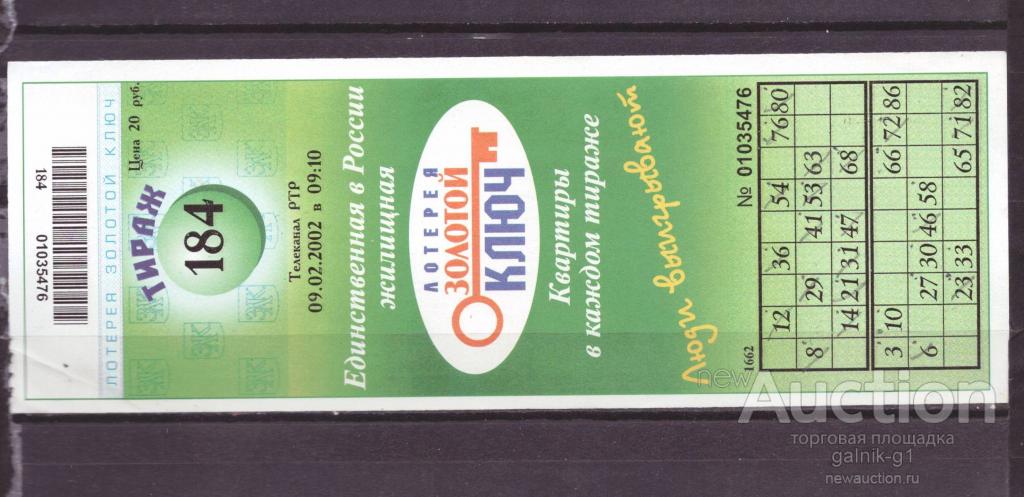 184 01035476
ЛОТЕРЕЯ ЗОЛОТОЙ КЛЮЧ
Цена 20 руб.
ТИРАЖ
184
Телеканал РТР
09.02.2002 в 09:10
Единственная в России
жилищная
ЛОТЕРЕЯ
ЗОЛОТОЙ
КЛЮЧ
Квартиры
в каждом тираже
Люди выигрывают
1662 № 01035476
12 36 54 76 80
8 29 41 53 63
14 21 31 47 68
3 10 66 72 86
6 27 30 46 58
23 33 65 71 82
newAuction
торговая площадка
galnik-g1
newauction.ru